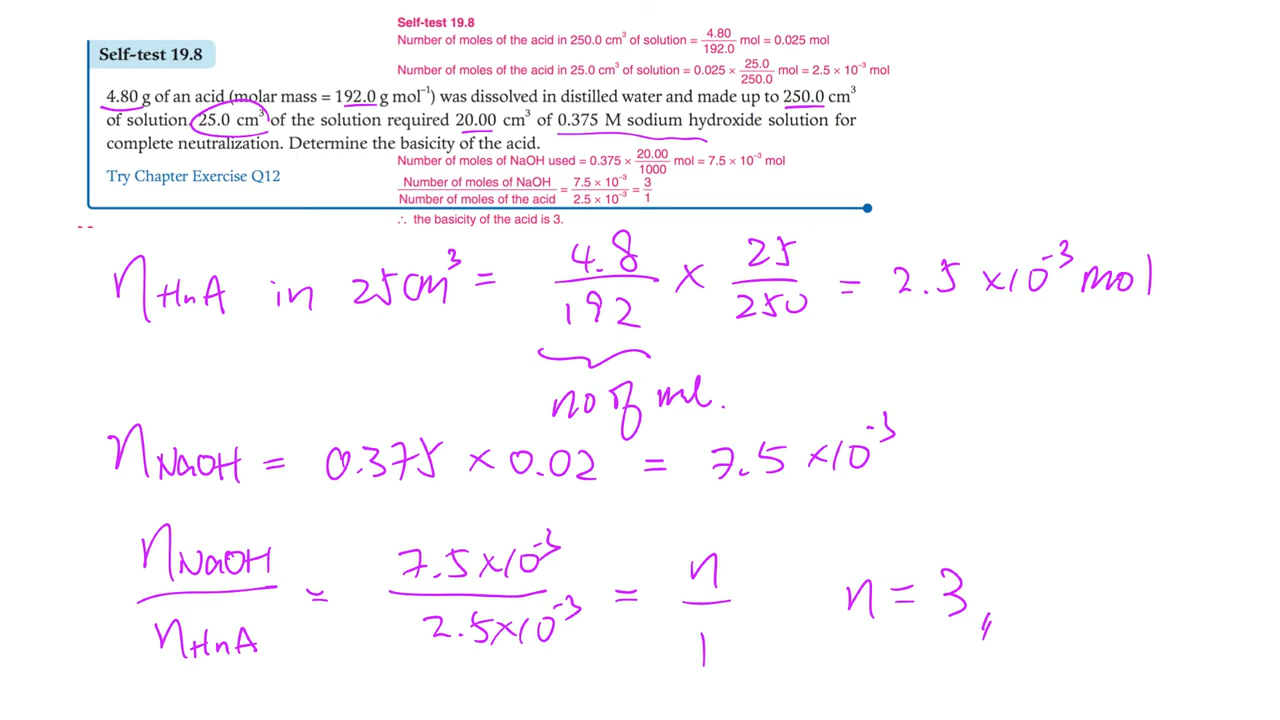 Self-test 19.8
Number of moles of the acid in 250.0 cm³ of solution = 4.80/192.0 mol = 0.025 mol
Self-test 19.8
Number of moles of the acid in 25.0 cm³ of solution = 0.025 × 25.0/250.0 mol = 2.5 × 10⁻³ mol
4.80 g of an acid (molar mass = 192.0 g mol⁻¹) was dissolved in distilled water and made up to 250.0 cm³
of solution. 25.0 cm³ of the solution required 20.00 cm³ of 0.375 M sodium hydroxide solution for
complete neutralization. Determine the basicity of the acid.
Number of moles of NaOH used = 0.375 × 20.00/1000 mol = 7.5 × 10⁻³ mol
Try Chapter Exercise Q12
Number of moles of NaOH/Number of moles of the acid = 7.5 × 10⁻³/2.5 × 10⁻³ = 3/1
∴ the basicity of the acid is 3.
nHnA in 25cm³ = 4.8/192 × 25/250 = 2.5 ×10⁻³ mol
no of ml.
nNaOH = 0.375 × 0.02 = 7.5 ×10⁻³
nNaOH/nHnA = 7.5×10⁻³/2.5×10⁻³ = n/1 n = 3